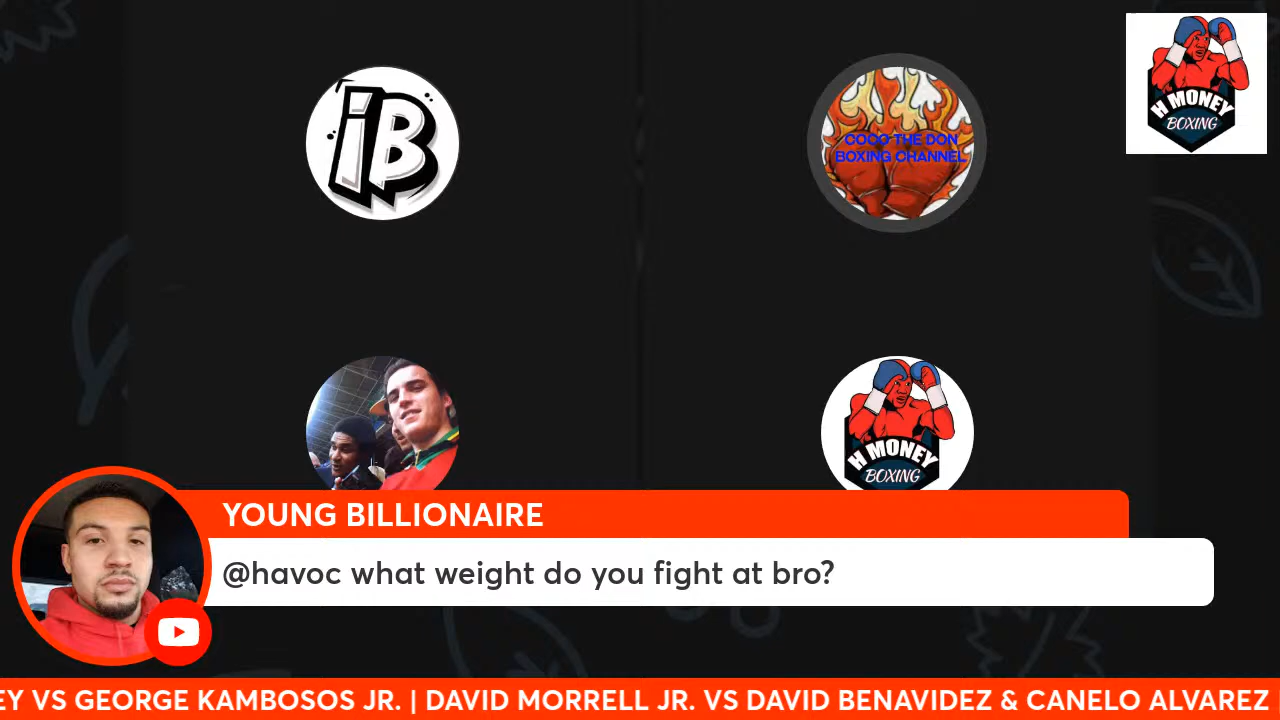 iB
COCO THE DON
BOXING CHANNEL
H MONEY
BOXING
H MONEY
BOXING
YOUNG BILLIONAIRE
@havoc what weight do you fight at bro?
EY VS GEORGE KAMBOSOS JR. | DAVID MORRELL JR. VS DAVID BENAVIDEZ & CANELO ALVAREZ